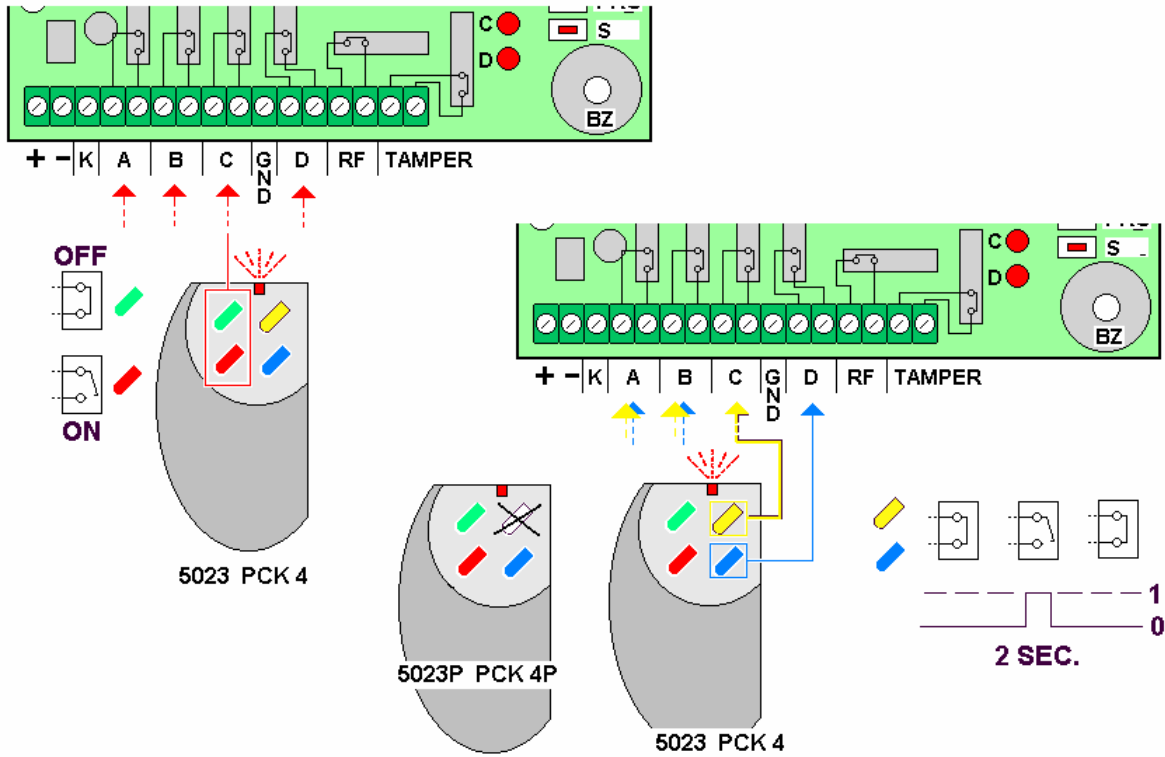 C
S
D
BZ
+ - K A B C GND D RF TAMPER
OFF
ON
5023 PCK 4
C
S
D
BZ
+ - K A B C GND D RF TAMPER
5023P PCK 4P
5023 PCK 4
1
0
2 SEC.